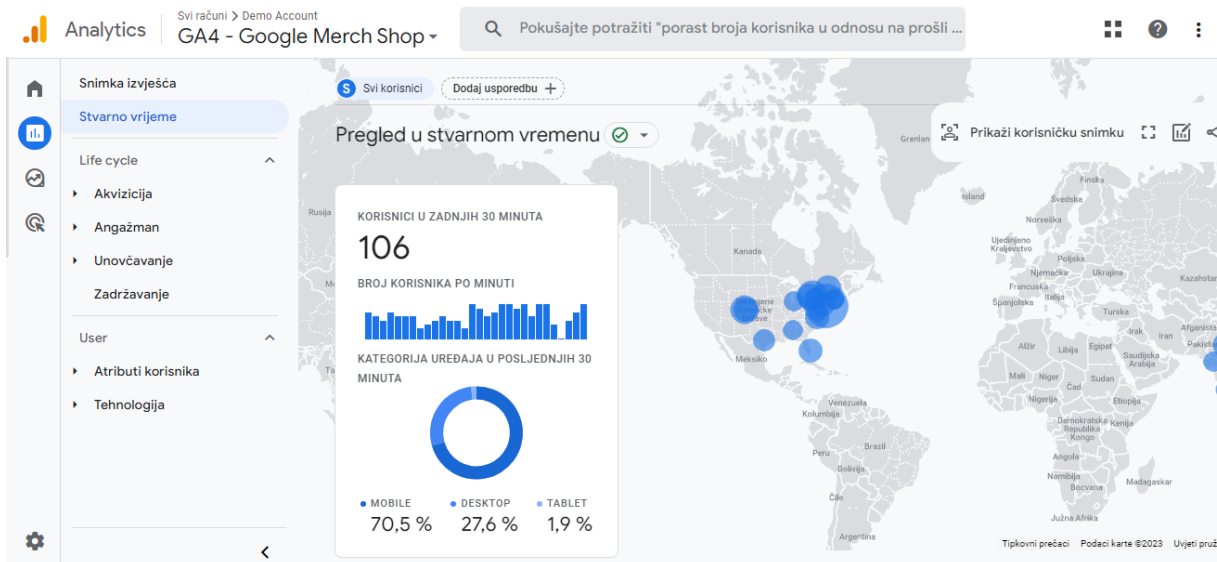 Analytics
Svi računi > Demo Account
GA4 - Google Merch Shop
Pokušajte potražiti "porast broja korisnika u odnosu na prošli ...
Snimka izvješća
Stvarno vrijeme
Life cycle
Akvizicija
Angažman
Unovčavanje
Zadržavanje
User
Atributi korisnika
Tehnologija
S Svi korisnici
Dodaj usporedbu +
Pregled u stvarnom vremenu
Prikaži korisničku snimku
KORISNICI U ZADNJIH 30 MINUTA
106
BROJ KORISNIKA PO MINUTI
KATEGORIJA UREĐAJA U POSLJEDNJIH 30
MINUTA
MOBILE
70,5 %
DESKTOP
27,6 %
TABLET
1,9 %
Rusija
Grenlan
Island
Finska
Švedska
Norveška
Ujedinjeno
Kraljevstvo
Poljska
Njemačka
Ukrajina
Kazahstan
Francuska
Španjolska
Italija
Turska
Kanada
Meksiko
Venezuela
Kolumbija
Peru
Brazil
Bolivija
Čile
Argentina
Irak
Iran
Afganista
Pakista
Alžir
Libija
Egipat
Saudijska
Arabija
Mali
Niger
Čad
Sudan
Nigerija
Etiopija
Demokratska
Republika
Kongo
Kenija
Angola
Namibija
Bocvana
Madagaskar
Južna Afrika
Tipkovni prečaci
Podaci karte ©2023
Uvjeti pruž